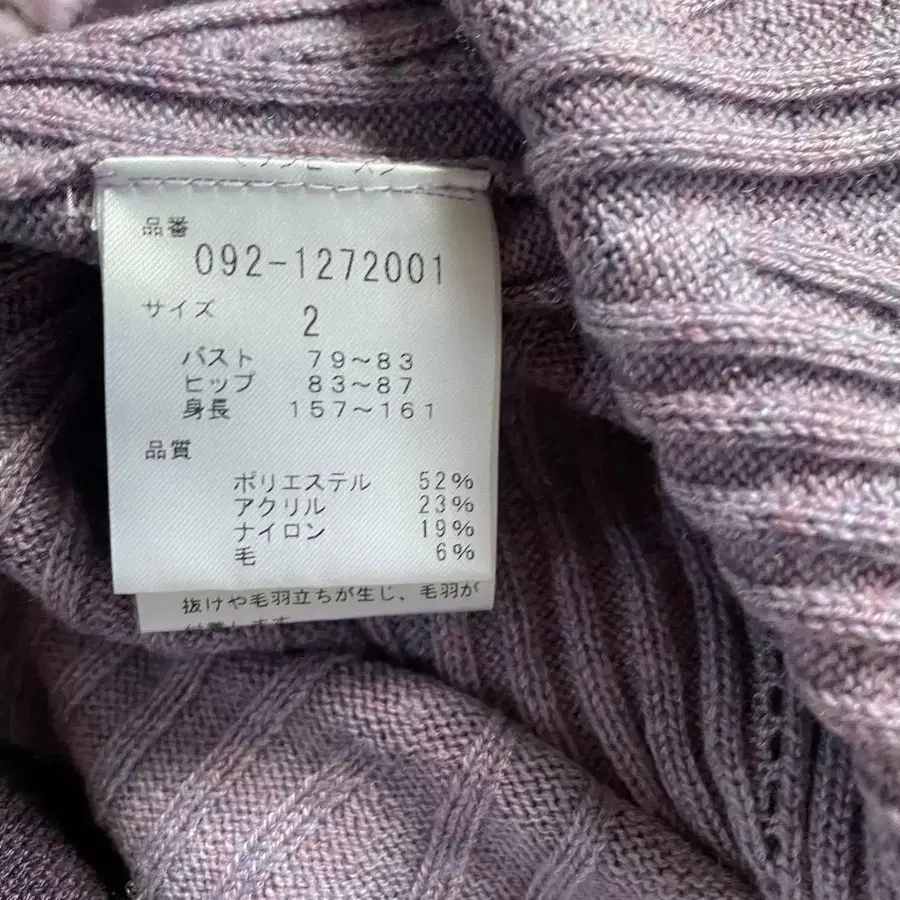 品番
092-1272001
サイズ 2
バスト 79〜83
ヒップ 83〜87
身長 157〜161
品質
ポリエステル 52%
アクリル 23%
ナイロン 19%
毛 6%
抜けや毛羽立ちが生じ、毛羽が